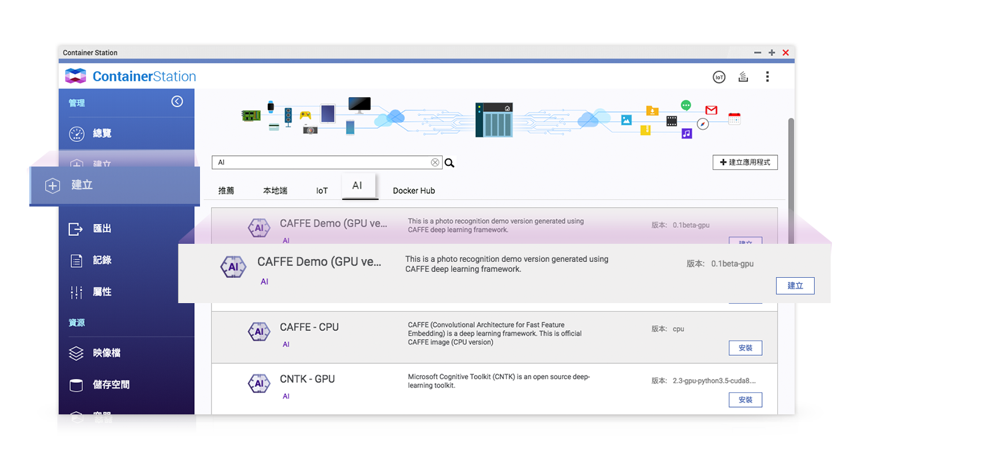 Container Station
ContainerStation
IoT
管理
總覽
建立
建立
匯出
記錄
屬性
資源
映像檔
儲存空間
容器
AI
建立應用程式
推薦
本地端
IoT
AI
Docker Hub
AI
CAFFE Demo (GPU ve...
AI
This is a photo recognition demo version generated using
CAFFE deep learning framework.
版本: 0.1beta-gpu
建立
AI
CAFFE Demo (GPU ve...
AI
This is a photo recognition demo version generated using
CAFFE deep learning framework.
版本: 0.1beta-gpu
建立
AI
CAFFE - CPU
AI
CAFFE (Convolutional Architecture for Fast Feature
Embedding) is a deep learning framework. This is official
CAFFE image (CPU version)
版本: cpu
安裝
AI
CNTK - GPU
AI
Microsoft Cognitive Toolkit (CNTK) is an open source deep-
learning toolkit.
版本: 2.3-gpu-python3.5-cuda8....
安裝